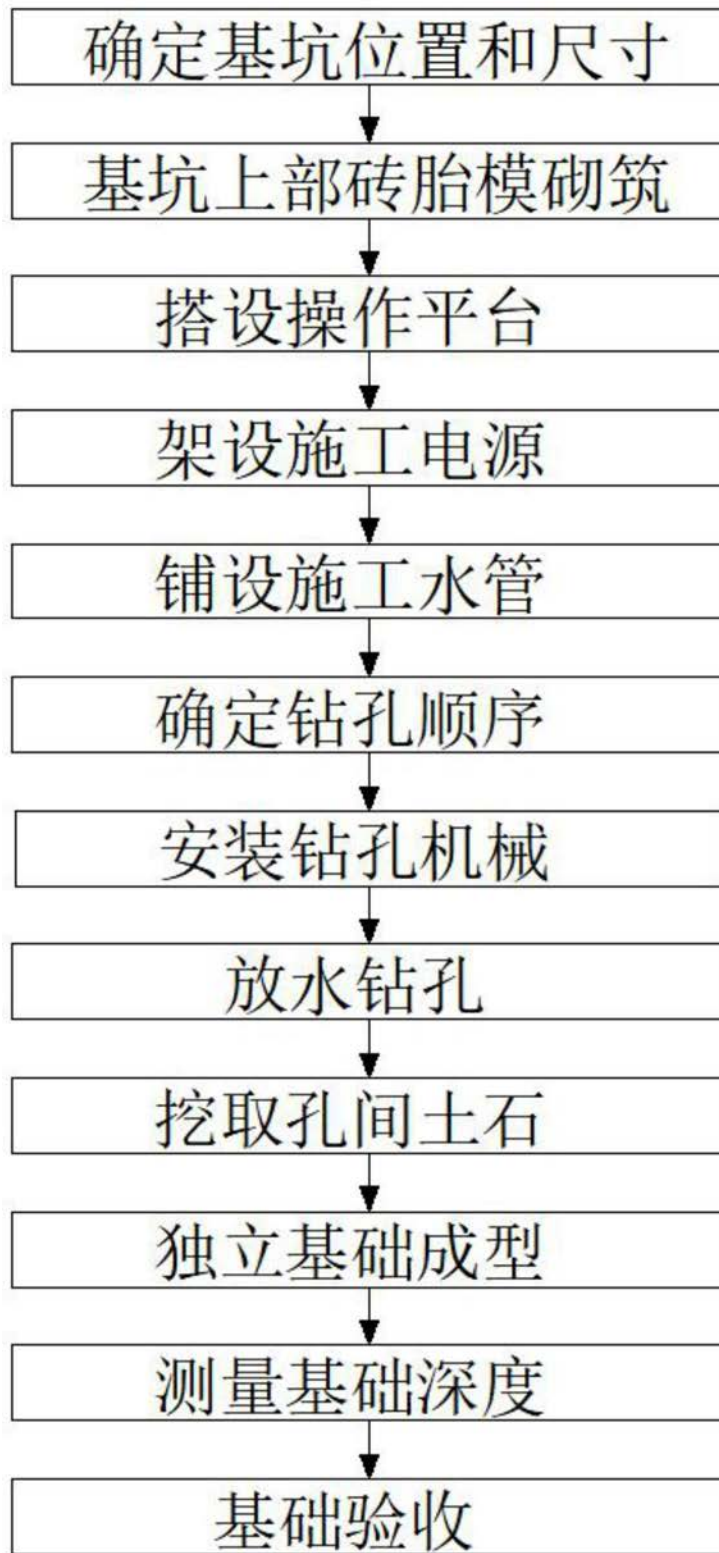 确定基坑位置和尺寸
基坑上部砖胎模砌筑
搭设操作平台
架设施工电源
铺设施工水管
确定钻孔顺序
安装钻孔机械
放水钻孔
挖取孔间土石
独立基础成型
测量基础深度
基础验收